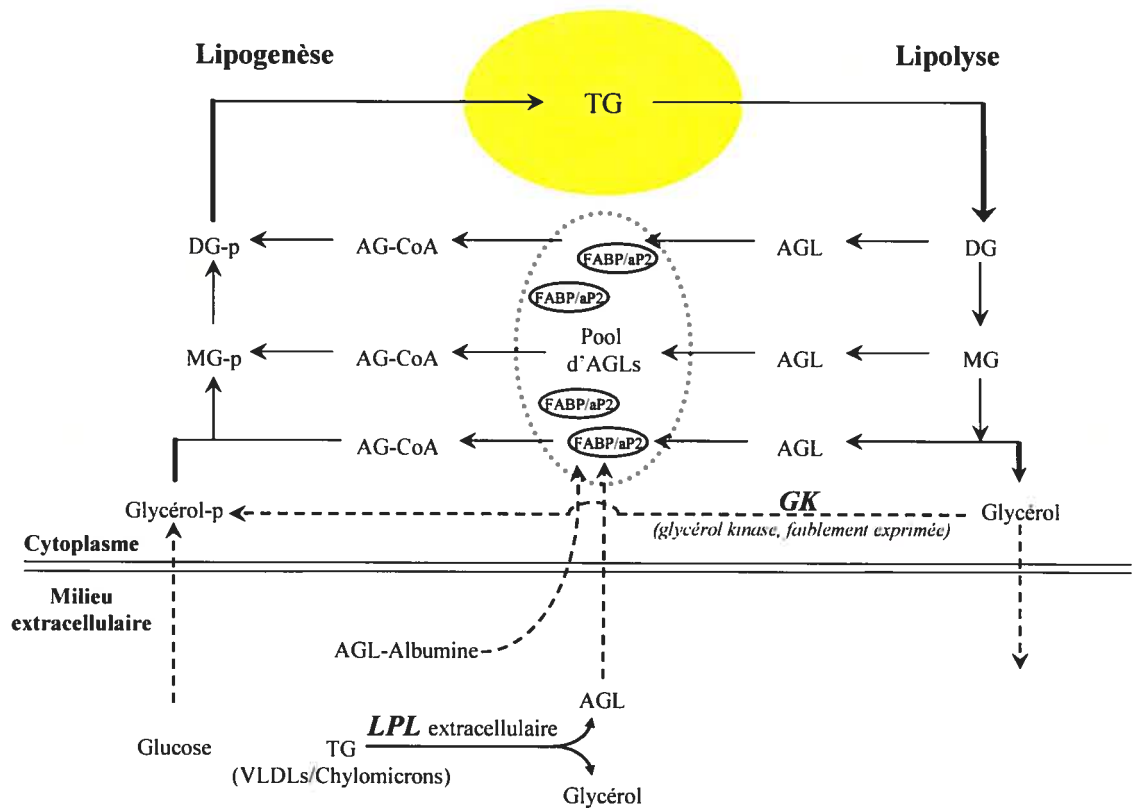 Lipogenèse
Lipolyse
TG
DG-p
AG-CoA
FABP/aP2
AGL
DG
FABP/aP2
MG-p
AG-CoA
Pool
d'AGLs
AGL
MG
FABP/aP2
AG-CoA
FABP/aP2
AGL
Glycérol-p
GK
(glycérol kinase, faiblement exprimée)
Glycérol
Cytoplasme
Milieu
extracellulaire
AGL-Albumine
AGL
LPL extracellulaire
Glucose
TG
(VLDLs/Chylomicrons)
Glycérol